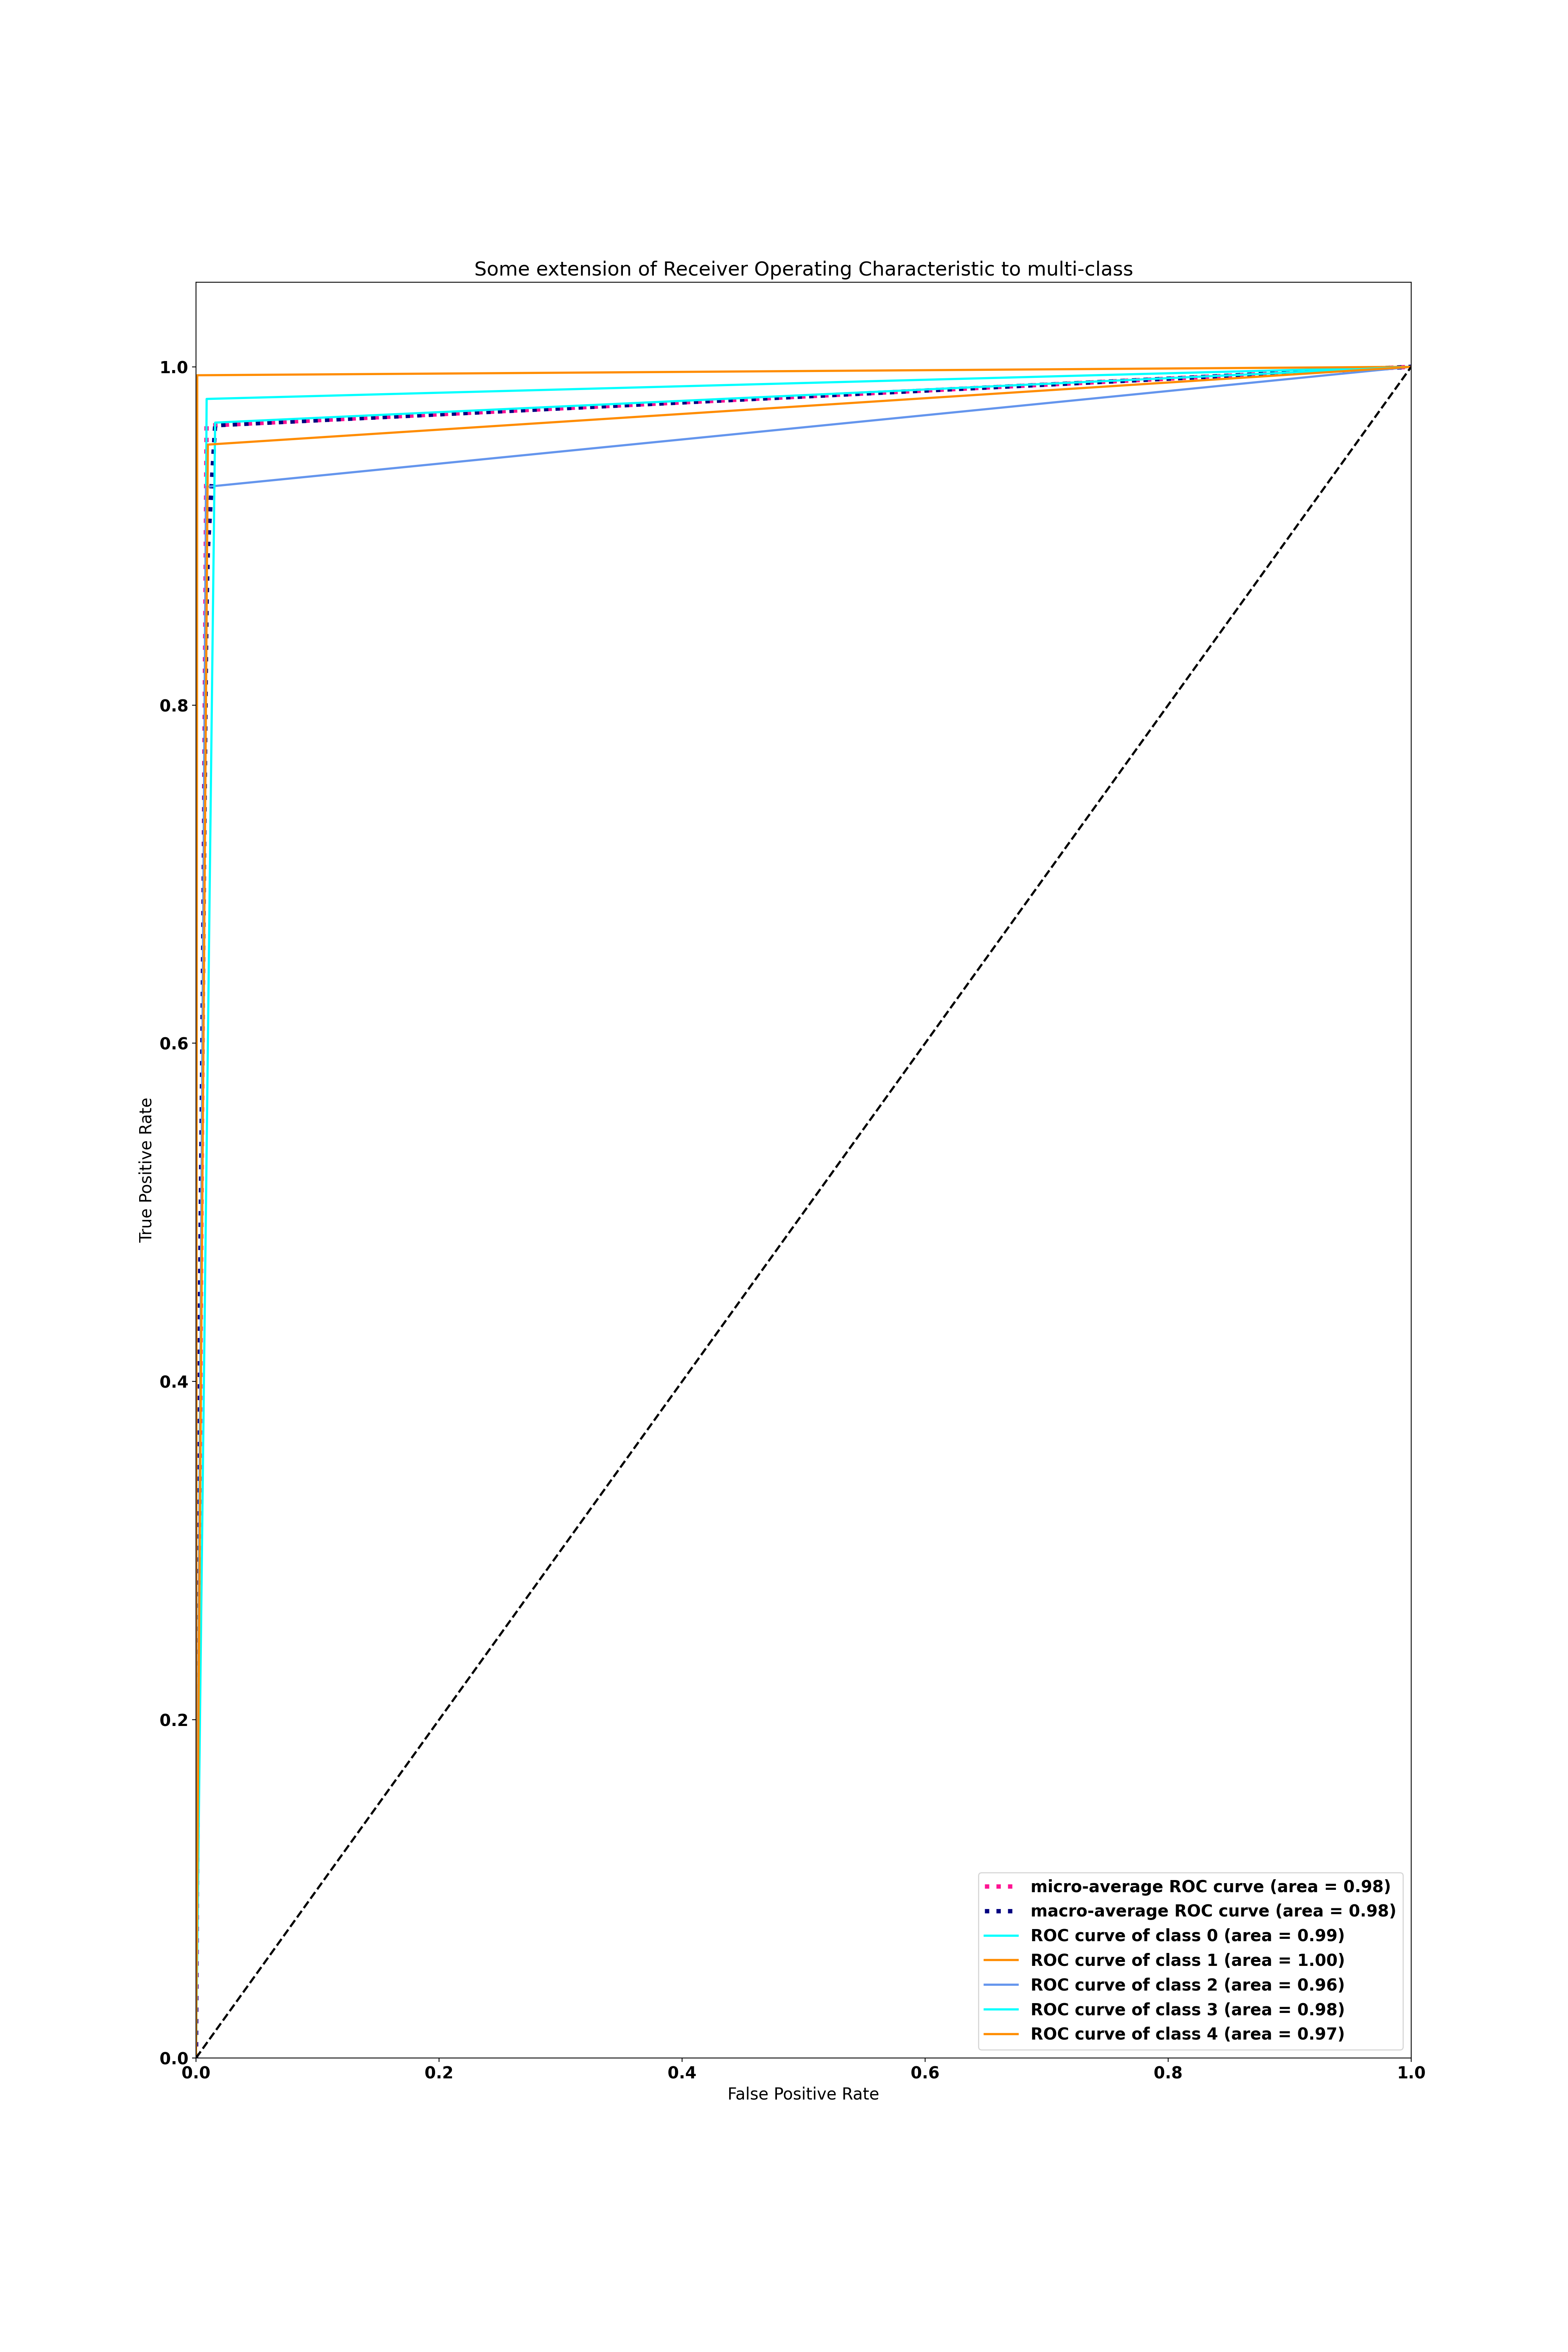 Some extension of Receiver Operating Characteristic to multi-class
1.0
0.8
0.6
0.4
0.2
0.0
True Positive Rate
0.0 0.2 0.4 0.6 0.8 1.0
False Positive Rate
micro-average ROC curve (area = 0.98)
macro-average ROC curve (area = 0.98)
ROC curve of class 0 (area = 0.99)
ROC curve of class 1 (area = 1.00)
ROC curve of class 2 (area = 0.96)
ROC curve of class 3 (area = 0.98)
ROC curve of class 4 (area = 0.97)